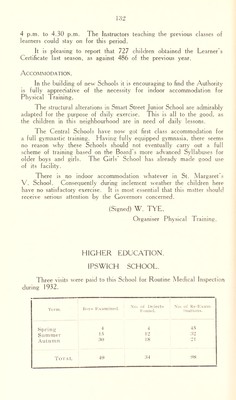 132
4 p.m. to 4.30 p.m. The Instructors teaching the previous classes of
learners could stay on for this period.
It is pleasing to report that 727 children obtained the Learner's
Certificate last season, as against 486 of the previous year.
ACCOMMODATION.
In the building of new Schools it is encouraging to find the Authority
is fully appreciative of the necessity for indoor accommodation for
Physical Training.
The structural alterations in Smart Street Junior School are admirably
adapted for the purpose of daily exercise. This is all to the good, as
the children in this neighbourhood are in need of daily lessons.
The Central Schools have now got first class accommodation for
a full gymnastic training. Having fully equipped gymnasia, there seems
no reason why these Schools should not eventually carry out a full
scheme of training based on the Board's more advanced Syllabuses for
older boys and girls. The Girls' School has already made good use
of its facility.
There is no indoor accommodation whatever in St. Margaret's
V. School. Consequently during inclement weather the children here
have no satisfactory exercise. It is most essential that this matter should
receive serious attention by the Governors concerned.
(Signed) W. TYE,
Organiser Physical Training.
HIGHER EDUCATION.
IPSWICH SCHOOL.
Three visits were paid to this School for Routine Medical Inspection
during 1932.
TERM. Boys Examined. No. of Defects Found. No. of Re-Examinations.
Spring 4 4 45
Summer 15 12
Autumn 30 18
TOTAL 49 34